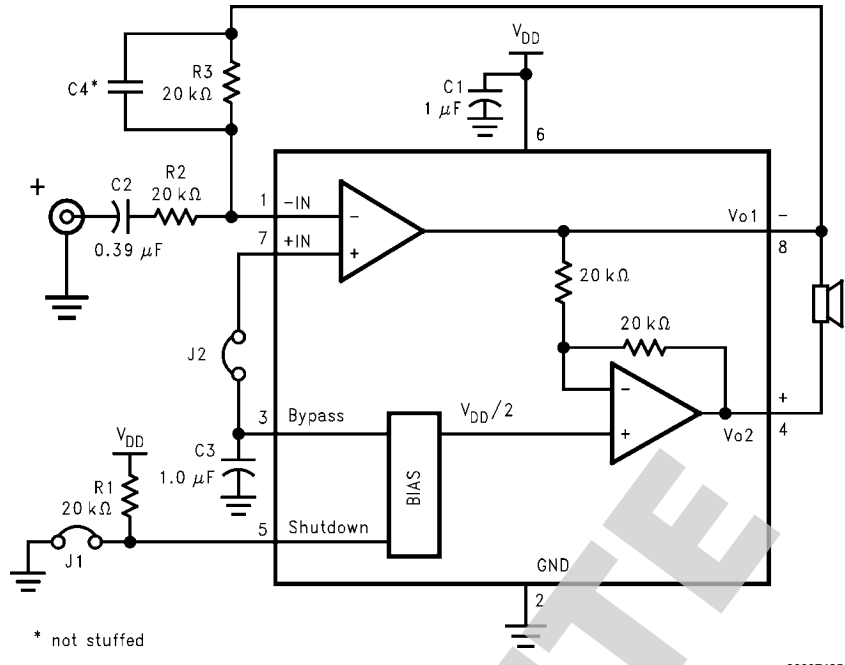 V_DD
C4*
R3
20 kΩ
C1
1 μF
6
+
C2
0.39 μF
R2
20 kΩ
1
-IN
7
+IN
-
+
Vo1
-
8
20 kΩ
20 kΩ
J2
3
Bypass
V_DD/2
-
+
+
Vo2
4
C3
1.0 μF
BIAS
V_DD
R1
20 kΩ
5
Shutdown
J1
GND
2
* not stuffed